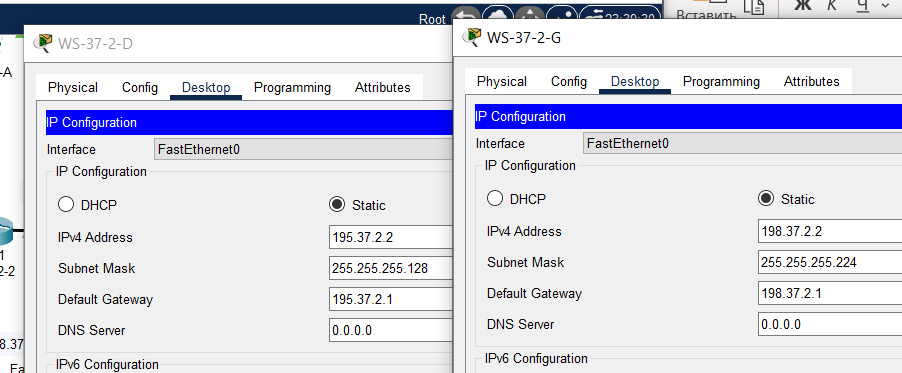 Root
Вставить
Ж К Ч
WS-37-2-D
Physical Config Desktop Programming Attributes
IP Configuration
Interface FastEthernet0
IP Configuration
DHCP Static
IPv4 Address 195.37.2.2
Subnet Mask 255.255.255.128
Default Gateway 195.37.2.1
DNS Server 0.0.0.0
IPv6 Configuration
WS-37-2-G
Physical Config Desktop Programming Attributes
IP Configuration
Interface FastEthernet0
IP Configuration
DHCP Static
IPv4 Address 198.37.2.2
Subnet Mask 255.255.255.224
Default Gateway 198.37.2.1
DNS Server 0.0.0.0
IPv6 Configuration
-A
1
2-2
8.37
Fa